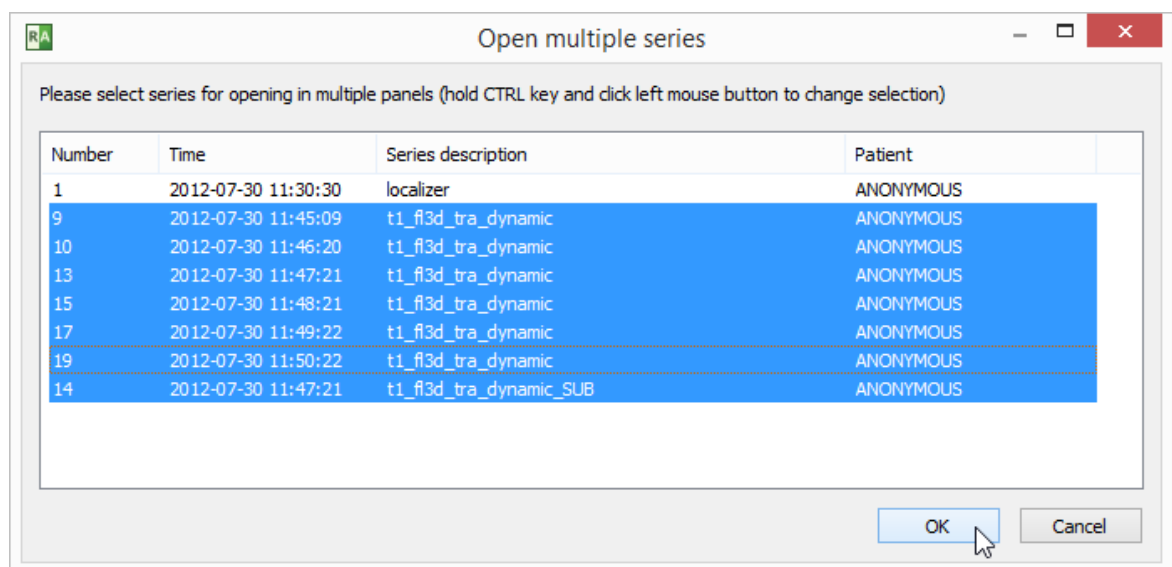 RA Open multiple series
Please select series for opening in multiple panels (hold CTRL key and click left mouse button to change selection)
Number Time Series description Patient
1 2012-07-30 11:30:30 localizer ANONYMOUS
9 2012-07-30 11:45:09 t1_fl3d_tra_dynamic ANONYMOUS
10 2012-07-30 11:46:20 t1_fl3d_tra_dynamic ANONYMOUS
13 2012-07-30 11:47:21 t1_fl3d_tra_dynamic ANONYMOUS
15 2012-07-30 11:48:21 t1_fl3d_tra_dynamic ANONYMOUS
17 2012-07-30 11:49:22 t1_fl3d_tra_dynamic ANONYMOUS
19 2012-07-30 11:50:22 t1_fl3d_tra_dynamic ANONYMOUS
14 2012-07-30 11:47:21 t1_fl3d_tra_dynamic_SUB ANONYMOUS
OK Cancel